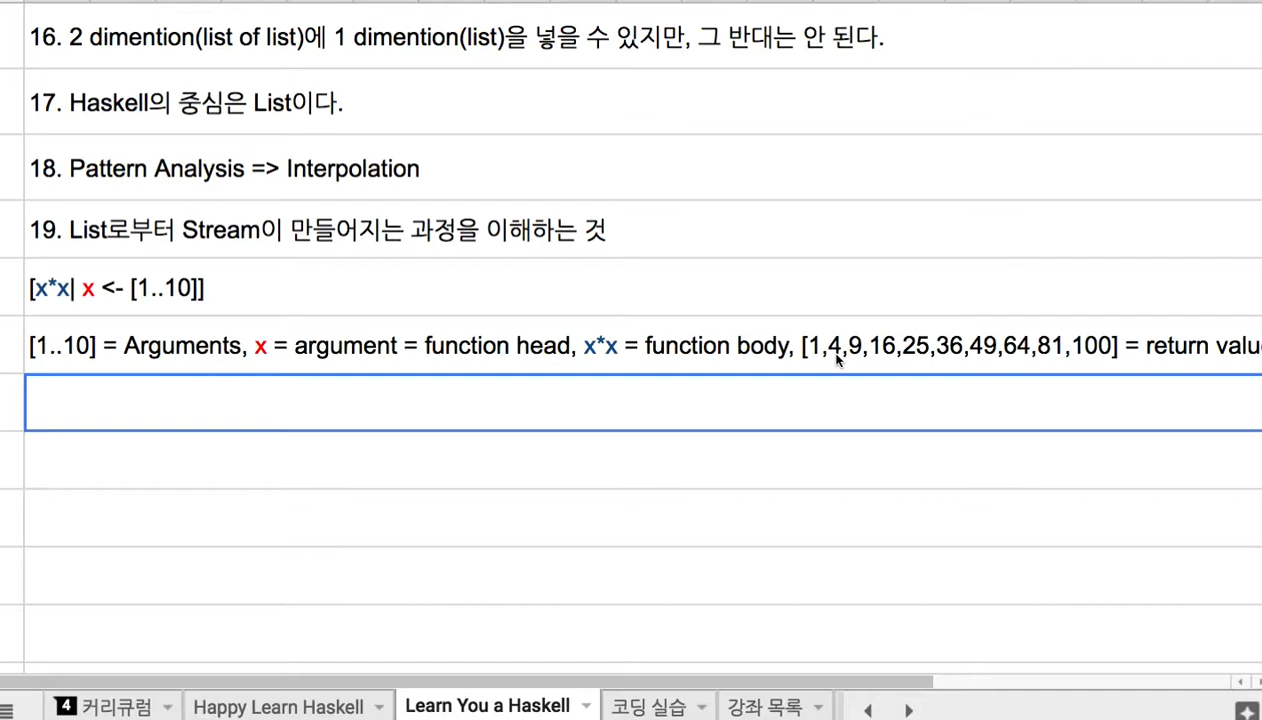 16. 2 dimention(list of list)에 1 dimention(list)을 넣을 수 있지만, 그 반대는 안 된다.
17. Haskell의 중심은 List이다.
18. Pattern Analysis => Interpolation
19. List로부터 Stream이 만들어지는 과정을 이해하는 것
[x*x| x <- [1..10]]
[1..10] = Arguments, x = argument = function head, x*x = function body, [1,4,9,16,25,36,49,64,81,100] = return
4 커리큐럼 Happy Learn Haskell Learn You a Haskell 코딩 실습 강좌 목록